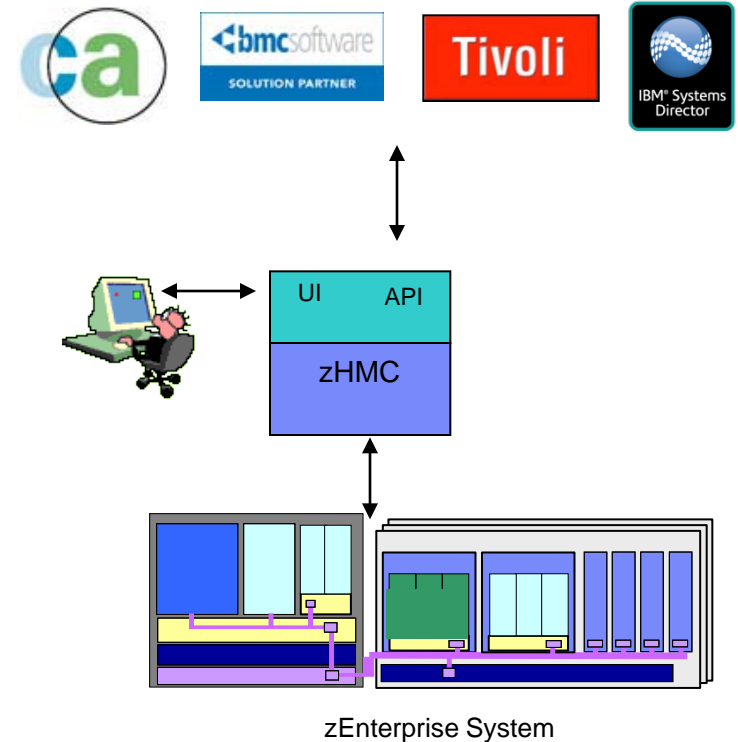 ca
bmcsoftware
SOLUTION PARTNER
Tivoli
IBM® Systems
Director
UI API
zHMC
zEnterprise System